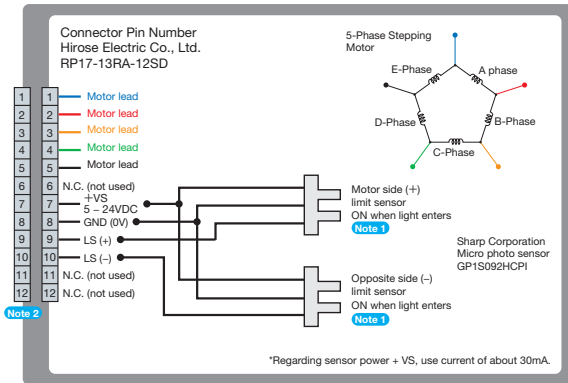 Connector Pin Number
Hirose Electric Co., Ltd.
RP17-13RA-12SD
5-Phase Stepping
Motor
E-Phase
A phase
D-Phase
B-Phase
C-Phase
1 1 Motor lead
2 2 Motor lead
3 3 Motor lead
4 4 Motor lead
5 5 Motor lead
6 6 N.C. (not used)
7 7 +VS
5 – 24VDC
8 8 GND (0V)
9 9 LS (+)
10 10 LS (–)
11 11 N.C. (not used)
12 12 N.C. (not used)
Note 2
Motor side (+)
limit sensor
ON when light enters
Note 1
Sharp Corporation
Micro photo sensor
GP1S092HCPI
Opposite side (–)
limit sensor
ON when light enters
Note 1
*Regarding sensor power + VS, use current of about 30mA.